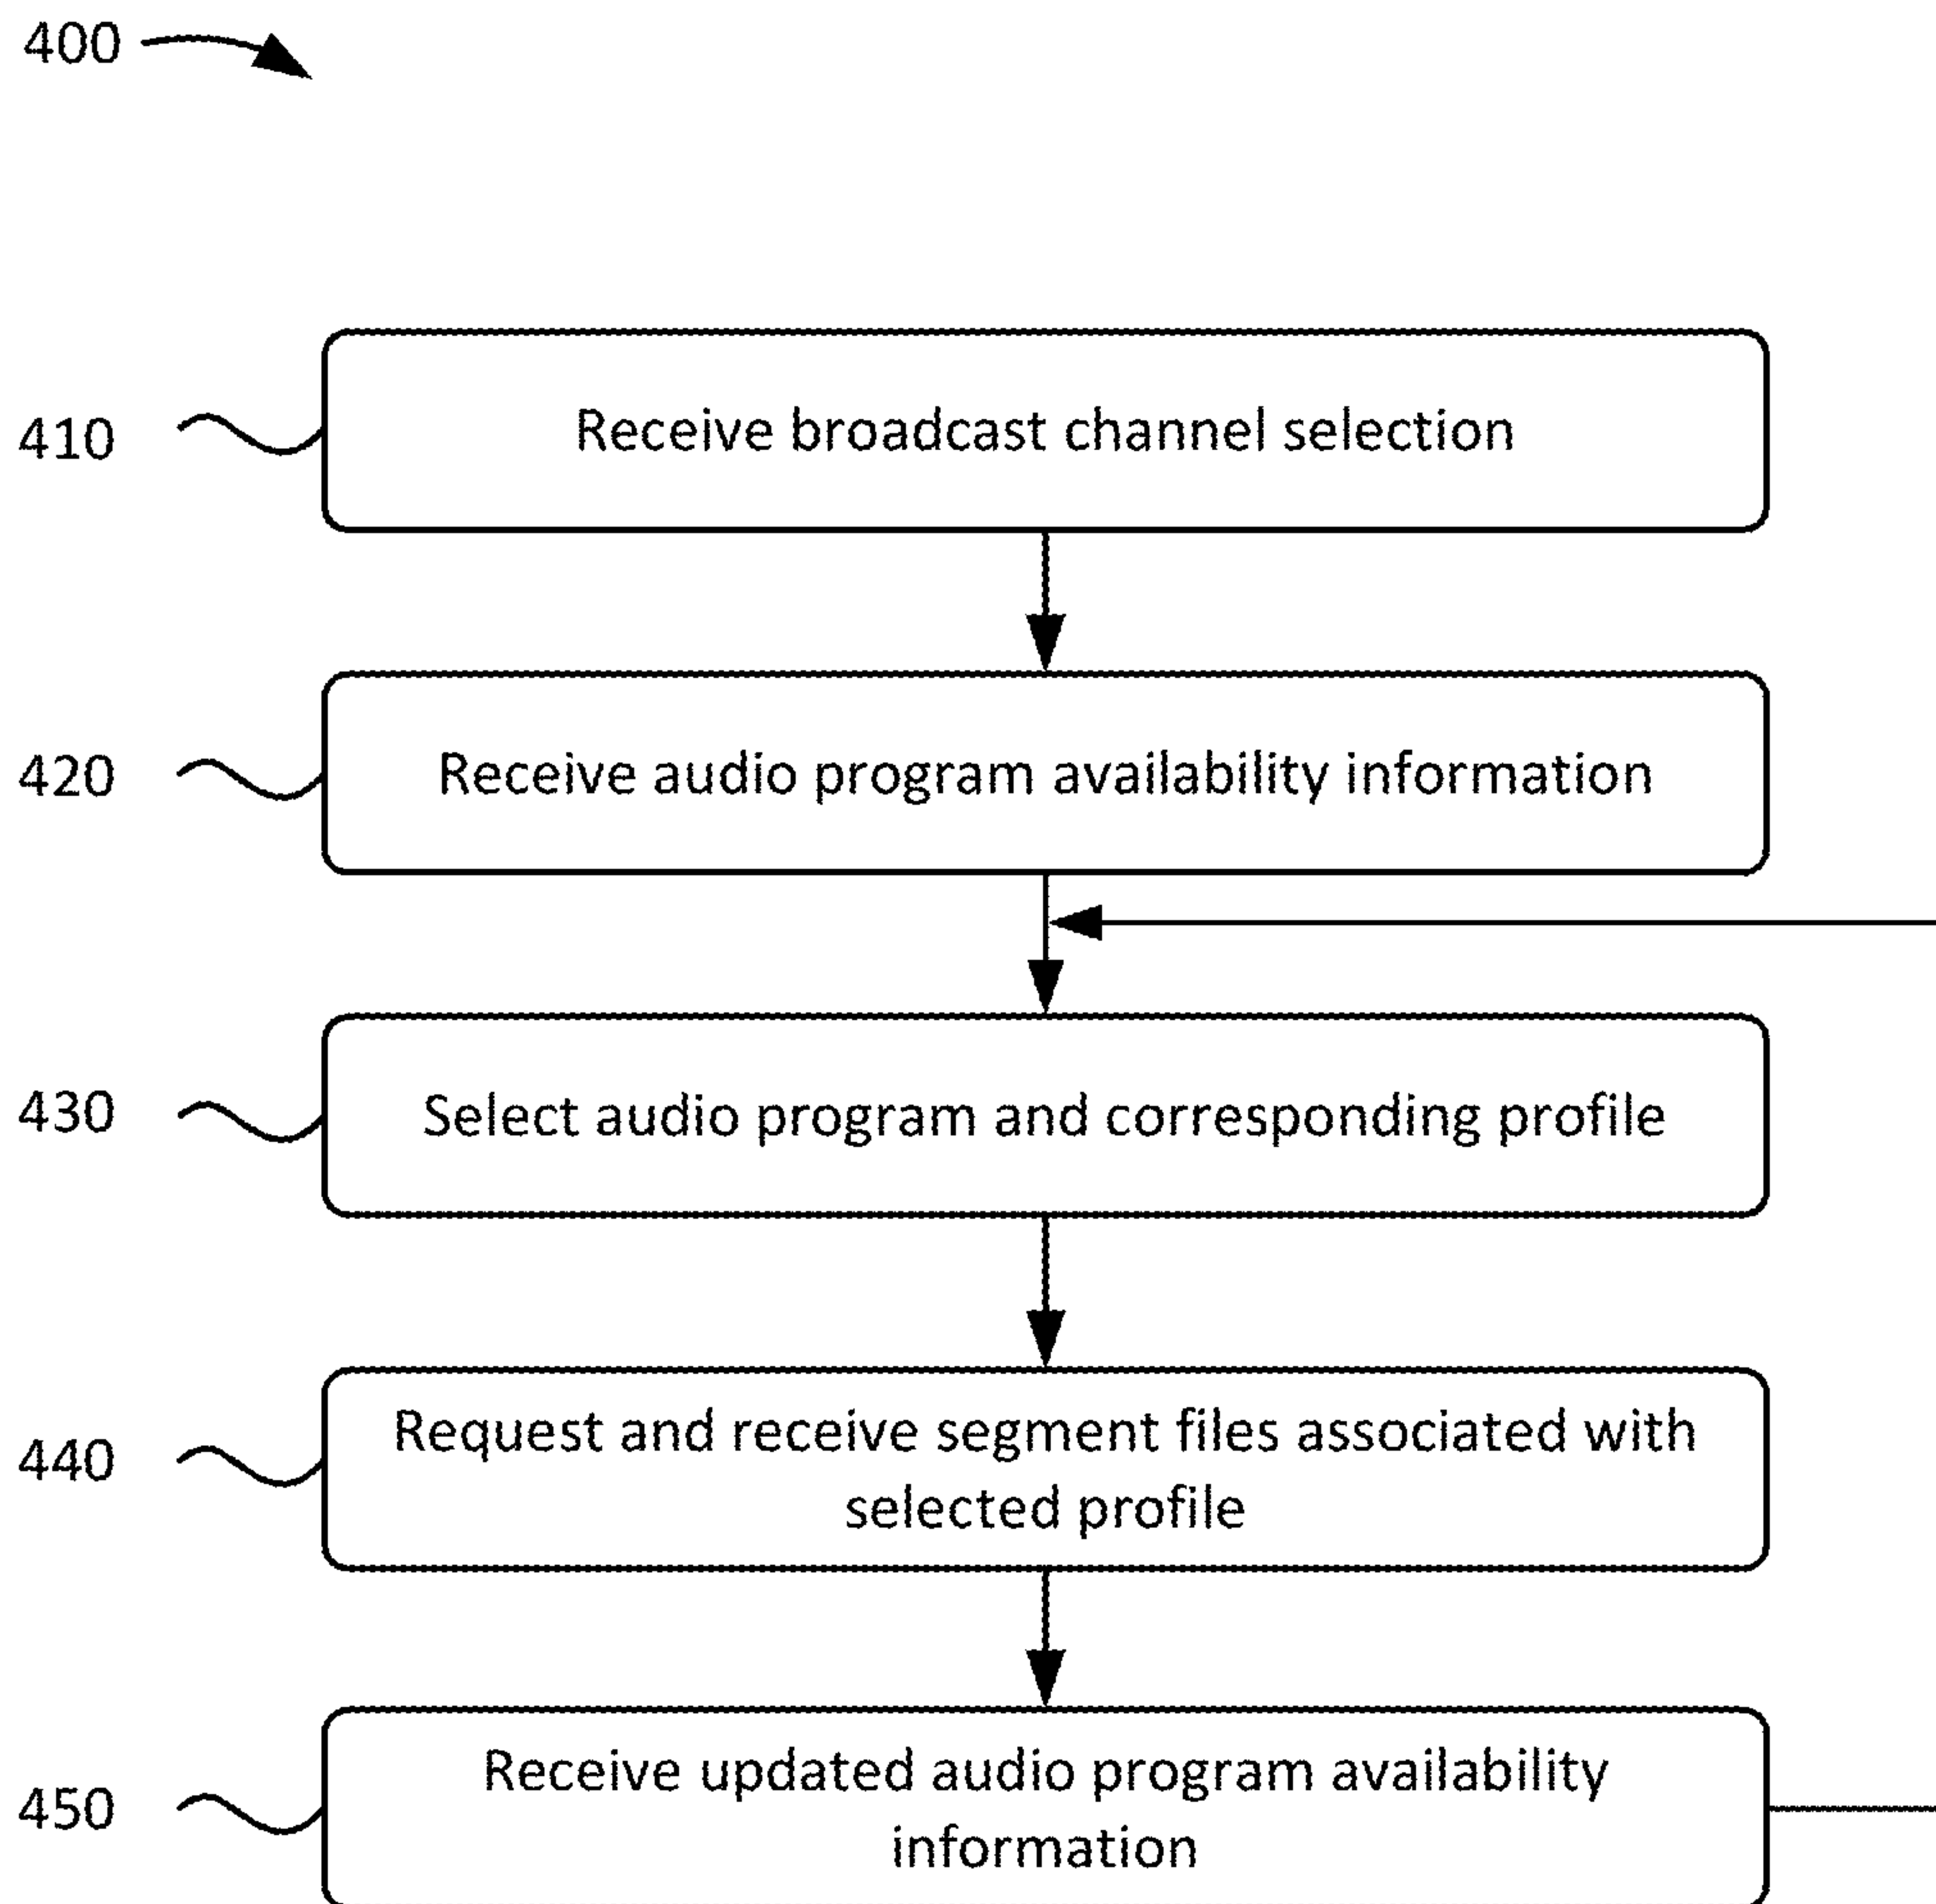 400
410
Receive broadcast channel selection
420
Receive audio program availability information
430
Select audio program and corresponding profile
440
Request and receive segment files associated with
selected profile
450
Receive updated audio program availability
information